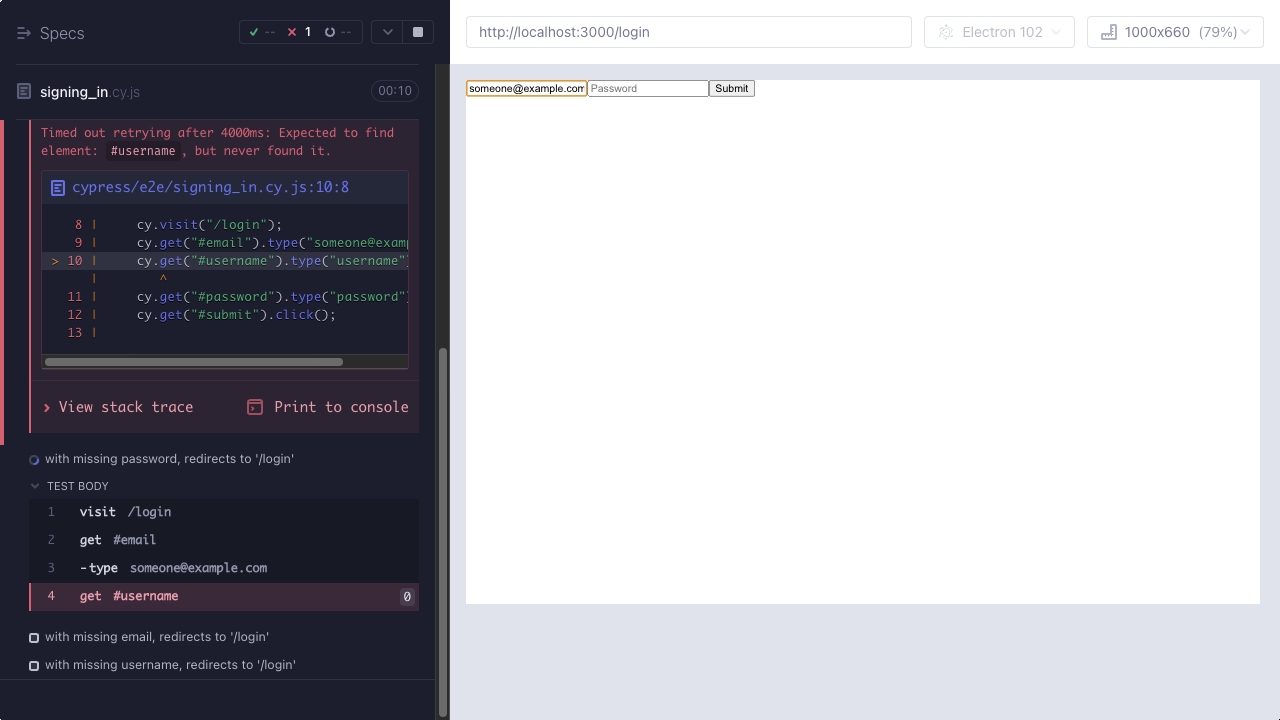 Specs
-- 1 --
signing_in.cy.js 00:10
Timed out retrying after 4000ms: Expected to find
element: #username, but never found it.
cypress/e2e/signing_in.cy.js:10:8
8 | cy.visit("/login");
9 | cy.get("#email").type("someone@examp
> 10 | cy.get("#username").type("username")
| ^
11 | cy.get("#password").type("password")
12 | cy.get("#submit").click();
13 |
View stack trace Print to console
with missing password, redirects to '/login'
TEST BODY
1 visit /login
2 get #email
3 -type someone@example.com
4 get #username 0
with missing email, redirects to '/login'
with missing username, redirects to '/login'
http://localhost:3000/login Electron 102 1000x660 (79%)
someone@example.com Password Submit